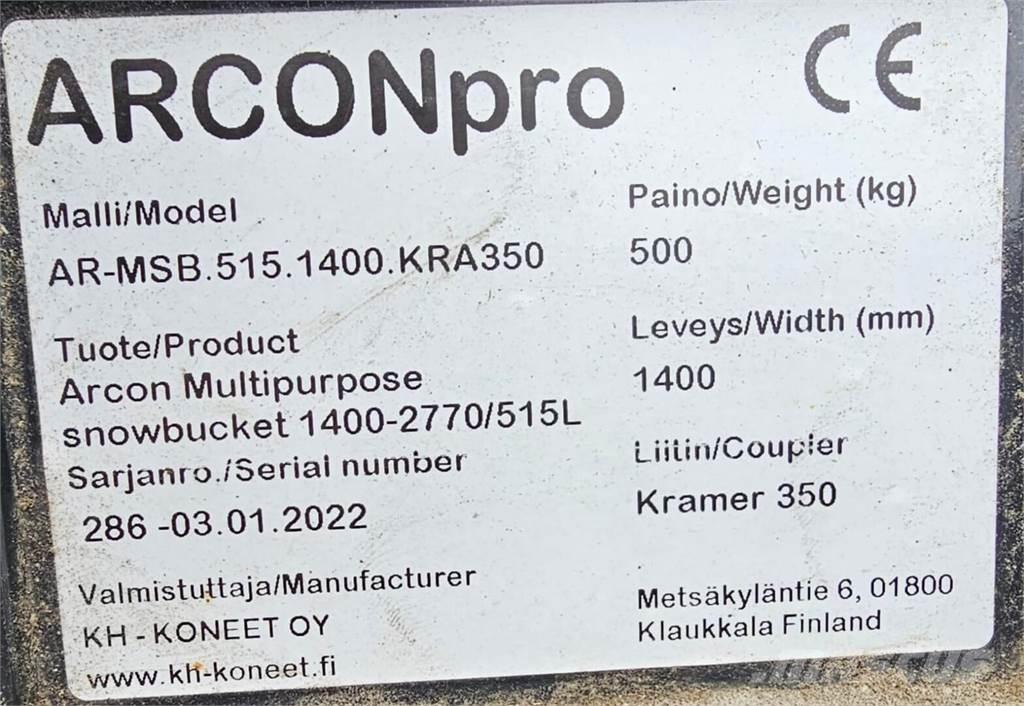 ARCONpro
CE
Malli/Model
AR-MSB.515.1400.KRA350
Paino/Weight (kg)
500
Tuote/Product
Arcon Multipurpose
snowbucket 1400-2770/515L
Leveys/Width (mm)
1400
Sarjanro./Serial number
286 -03.01.2022
Liitin/Coupler
Kramer 350
Valmistuttaja/Manufacturer
KH - KONEET OY
www.kh-koneet.fi
Metsäkyläntie 6, 01800
Klaukkala Finland